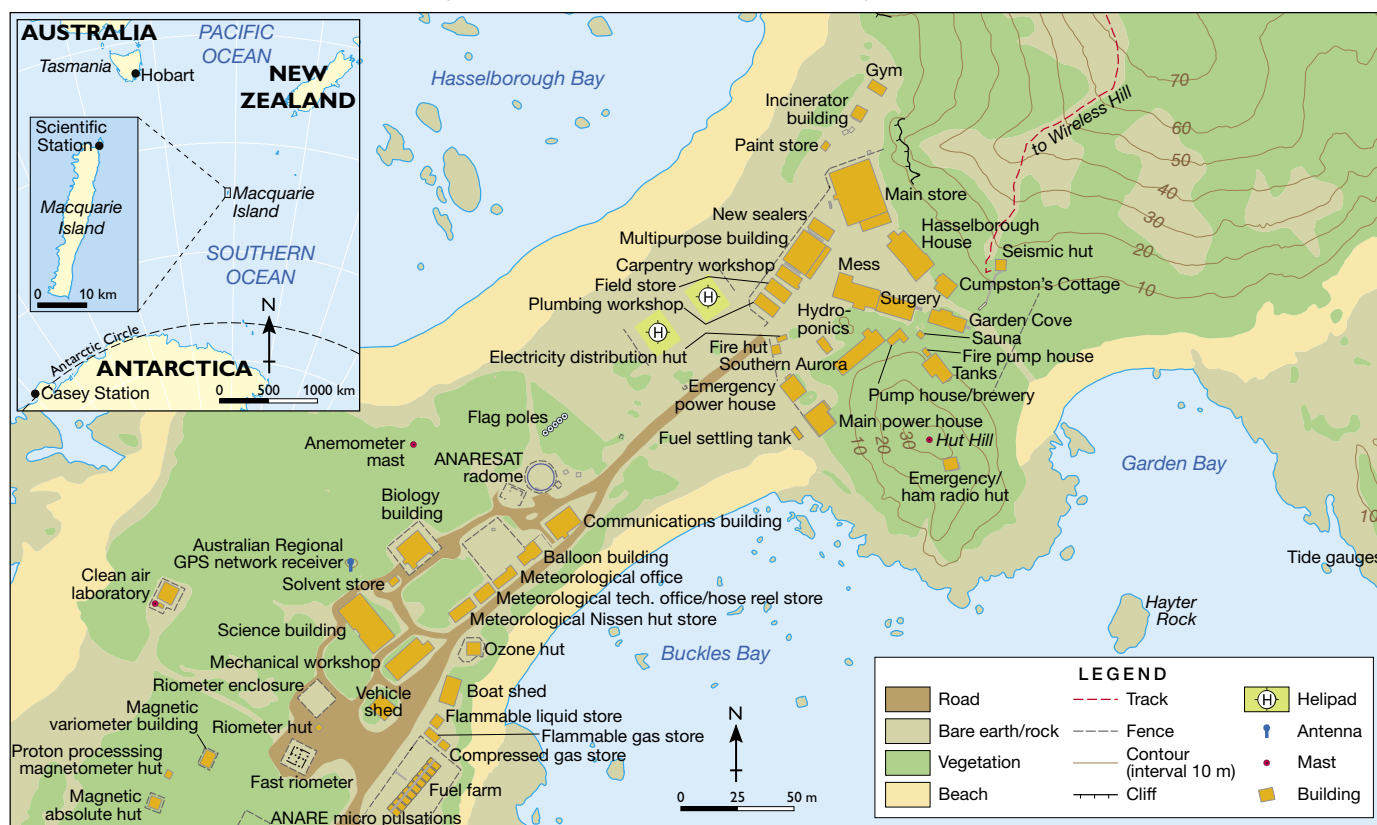 AUSTRALIA
PACIFIC
OCEAN
Tasmania
Hobart
NEW
ZEALAND
Scientific
Station
Macquarie
Island
Macquarie
Island
SOUTHERN
OCEAN
0 10 km
N
Antarctic Circle
ANTARCTICA
Casey Station
0 500 1000 km
Hasselborough Bay
Gym
Incinerator
building
Paint store
to Wireless Hill
70
60
50
40
30
20
10
Main store
New sealers
Multipurpose building
Hasselborough
House
Seismic hut
Carpentry workshop
Field store
Plumbing workshop
Mess
Cumpston's Cottage
Surgery
H
H
Hydro-
ponics
Garden Cove
Sauna
Electricity distribution hut
Fire hut
Southern Aurora
Fire pump house
Tanks
Emergency
power house
Pump house/brewery
Flag poles
Fuel settling tank
Main power house
30
20
10
Hut Hill
Anemometer
mast
ANARESAT
radome
Emergency/
ham radio hut
Garden Bay
10
Biology
building
Communications building
Australian Regional
GPS network receiver
Balloon building
Tide gauges
Clean air
laboratory
Solvent store
Meteorological office
Meteorological tech. office/hose reel store
Meteorological Nissen hut store
Hayter
Rock
Science building
Ozone hut
Buckles Bay
Mechanical workshop
Riometer enclosure
Vehicle
shed
Boat shed
Magnetic
variometer building
Riometer hut
Flammable liquid store
Flammable gas store
Compressed gas store
Proton processsing
magnetometer hut
Fast riometer
Fuel farm
Magnetic
absolute hut
ANARE micro pulsations
N
0 25 50 m
LEGEND
Road
Track
H Helipad
Bare earth/rock
Fence
Antenna
Vegetation
Contour
(interval 10 m)
Mast
Beach
Cliff
Building